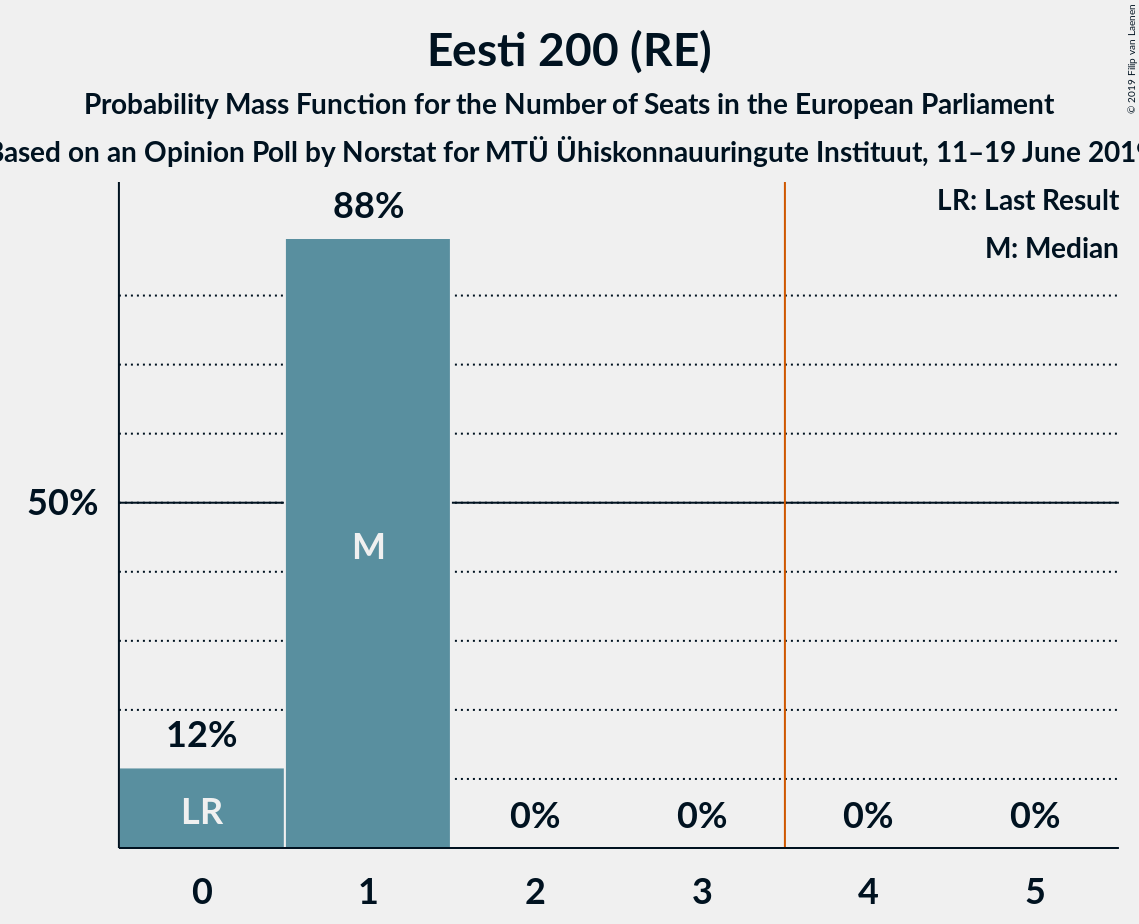 Eesti 200 (RE)
Probability Mass Function for the Number of Seats in the European Parliament
Based on an Opinion Poll by Norstat for MTÜ Ühiskonnauuringute Instituut, 11–19 June 2019
© 2019 Filip van Laenen
LR: Last Result
M: Median
88%
50%
M
12%
LR
0% 0% 0% 0%
0 1 2 3 4 5